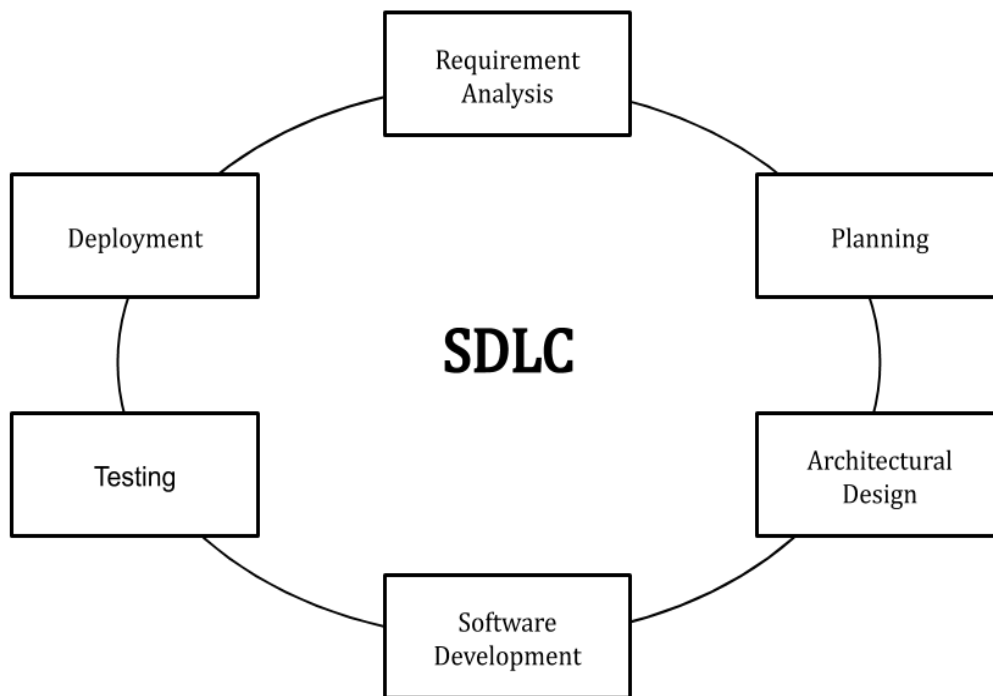 Requirement
Analysis
Deployment
Planning
SDLC
Testing
Architectural
Design
Software
Development